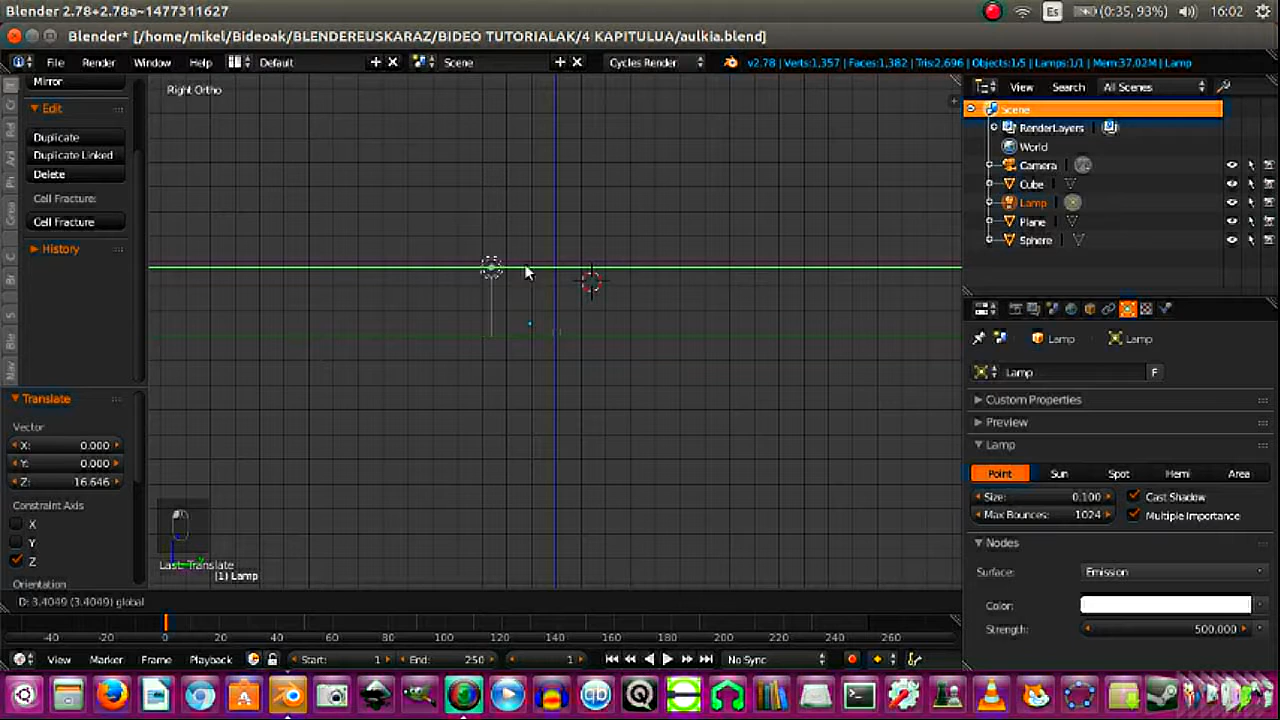 Blender 2.78+2.78a~1477311627
Es (0:35, 93%) 16:02
Blender* [/home/mikel/Bideoak/BLENDEREUSKARAZ/BIDEO TUTORIALAK/4 KAPITULUA/aulkia.blend]
File Render Window Help Default Scene Cycles Render v2.78 | Verts:1,357 | Faces:1,382 | Tris:2,696 | Objects:1/5 | Lamps:1/1 | Mem:37.02M | Lamp
Mirror
Edit
Duplicate
Duplicate Linked
Delete
Cell Fracture:
Cell Fracture
History
Translate
Vector
X: 0.000
Y: 0.000
Z: 16.646
Constraint Axis
X
Y
Z
Orientation
Right Ortho
Last: Translate
(1) Lamp
D: 3.4049 (3.4049) global
-40 -20 0 20 40 60 80 100 120 140 160 180 200 220 240 260
View Marker Frame Playback Start: 1 End: 250 1 No Sync
View Search All Scenes
Scene
RenderLayers
World
Camera
Cube
Lamp
Plane
Sphere
Lamp Lamp
Lamp F
Custom Properties
Preview
Lamp
Point Sun Spot Hemi Area
Size: 0.100 Cast Shadow
Max Bounces: 1024 Multiple Importance
Nodes
Surface: Emission
Color:
Strength: 500.000